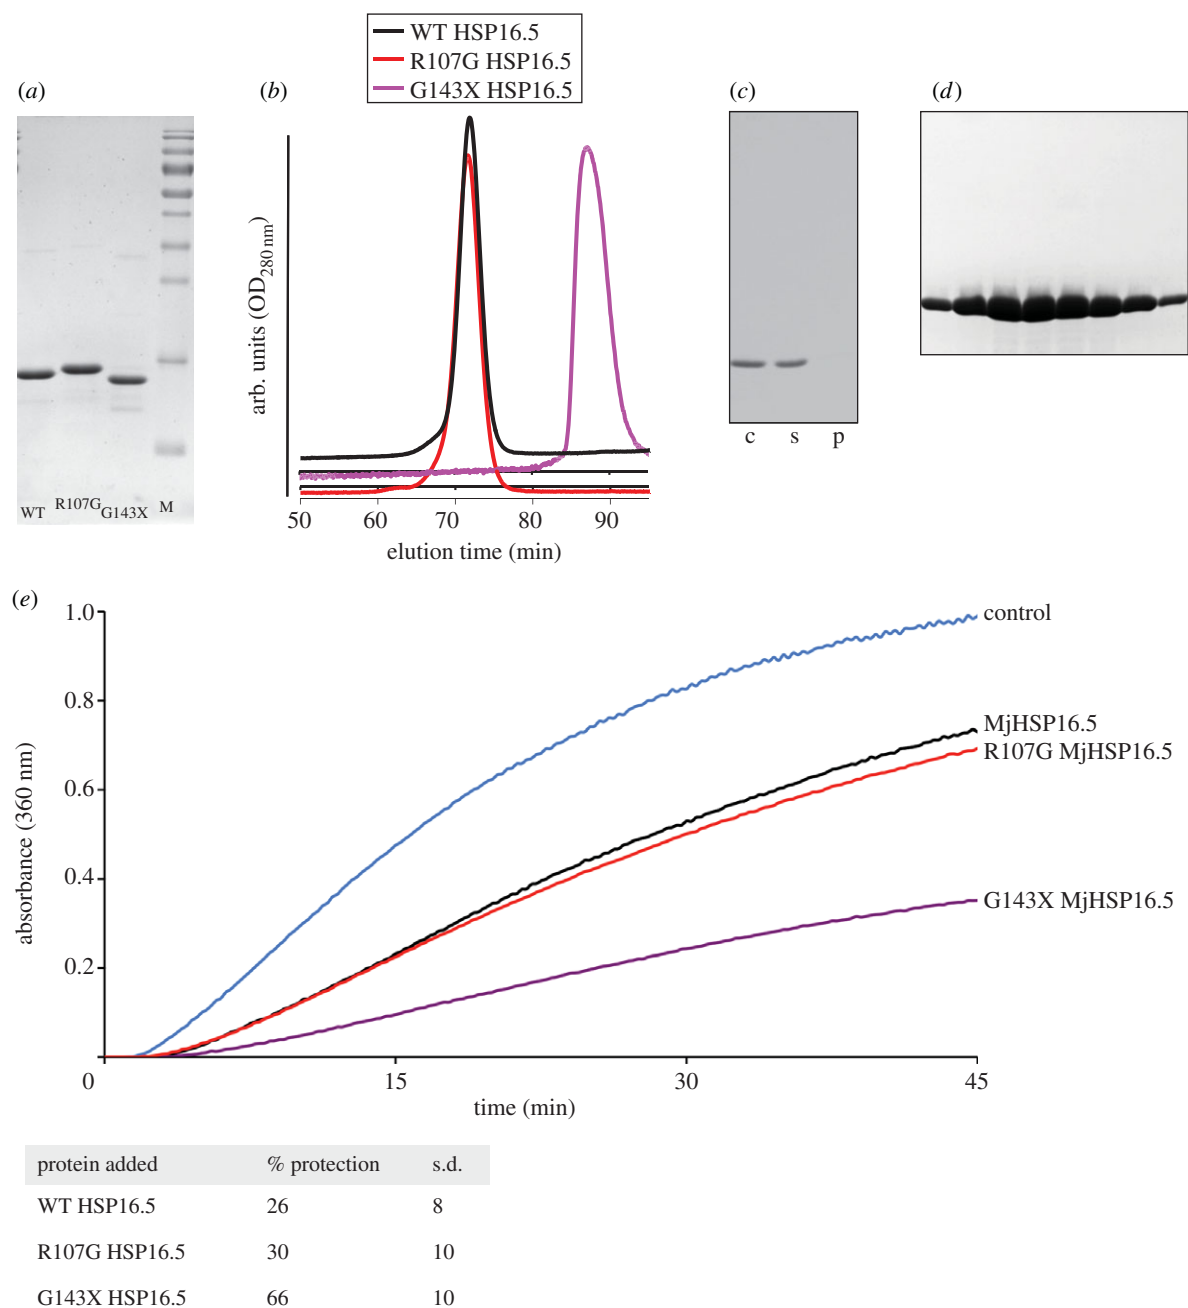 WT HSP16.5
R107G HSP16.5
G143X HSP16.5
(a)
(b)
(c)
(d)
WT
R107G
G143X
M
arb. units (OD280 nm)
50
60
70
80
90
elution time (min)
c
s
p
(e)
1.0
0.8
0.6
0.4
0.2
absorbance (360 nm)
control
MjHSP16.5
R107G MjHSP16.5
G143X MjHSP16.5
0
15
30
45
time (min)
protein added % protection s.d.
WT HSP16.5 26 8
R107G HSP16.5 30 10
G143X HSP16.5 66 10